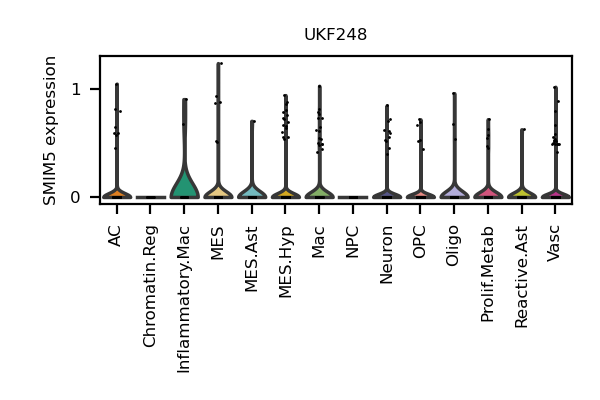 UKF248
SMIM5 expression
1
0
AC
Chromatin.Reg
Inflammatory.Mac
MES
MES.Ast
MES.Hyp
Mac
NPC
Neuron
OPC
Oligo
Prolif.Metab
Reactive.Ast
Vasc